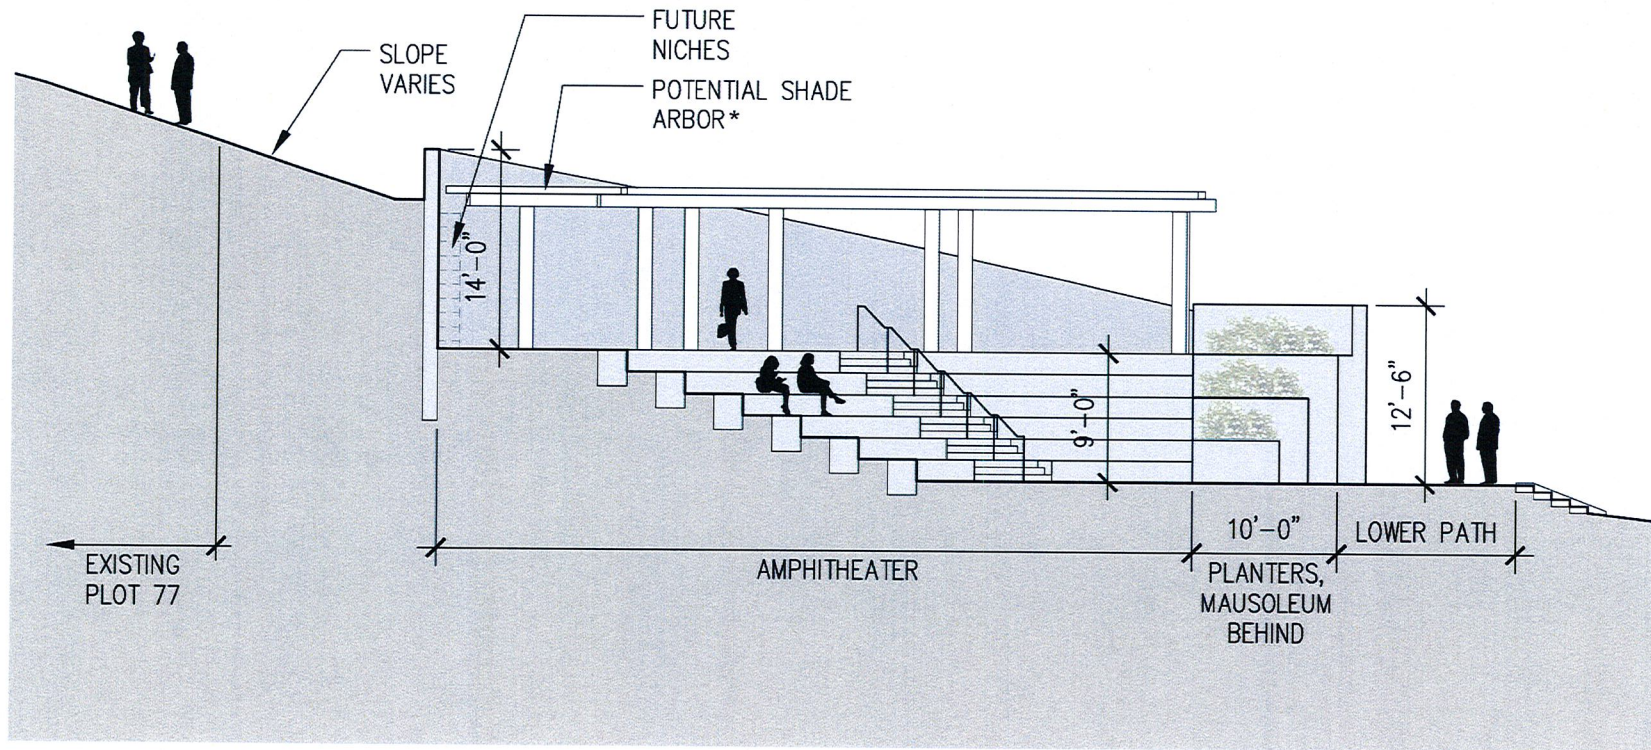 FUTURE
NICHES
SLOPE
VARIES
POTENTIAL SHADE
ARBOR*
14'-0"
9'-0"
12'-6"
10'-0"
LOWER PATH
EXISTING
PLOT 77
AMPHITHEATER
PLANTERS,
MAUSOLEUM
BEHIND